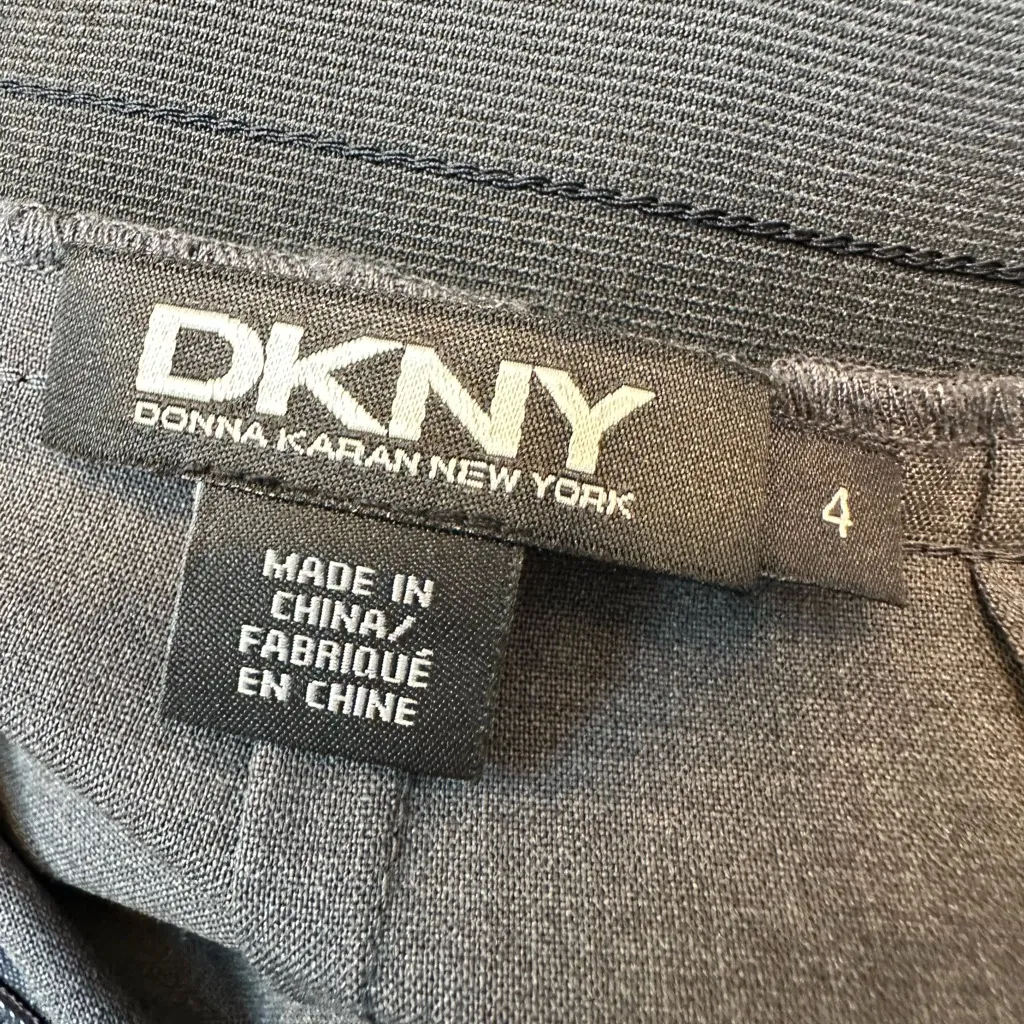 DKNY
DONNA KARAN NEW YORK
4
MADE IN
CHINA/
FABRIQUÉ
EN CHINE